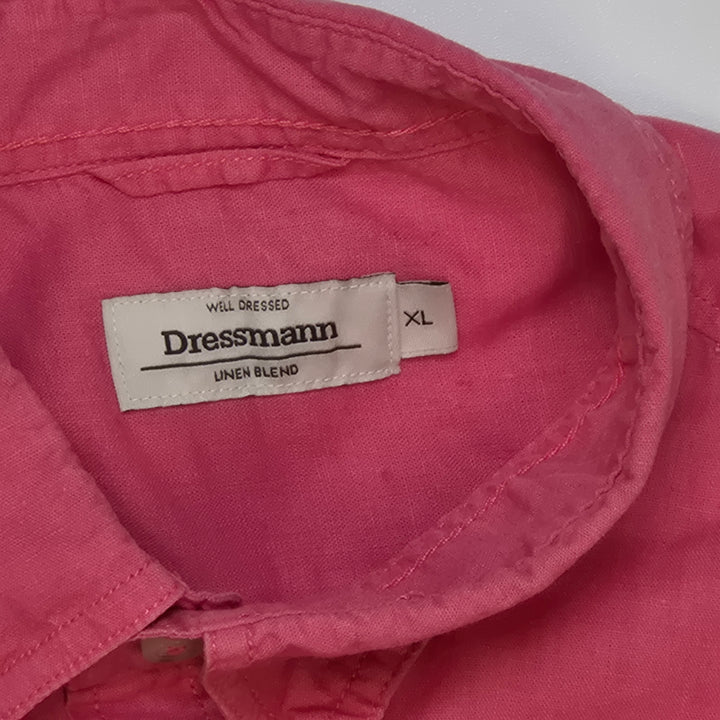 WELL DRESSED
Dressmann
LINEN BLEND
XL